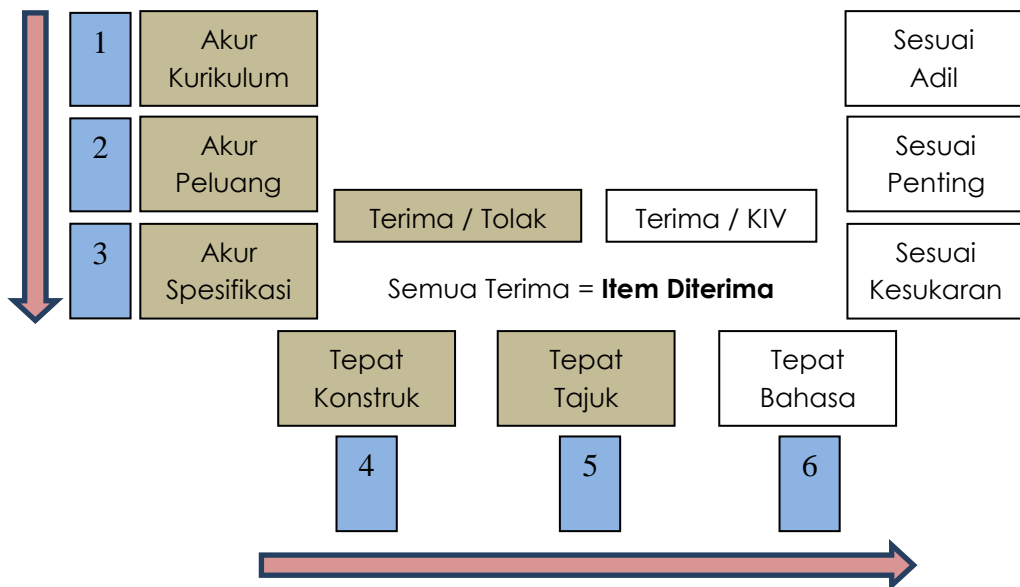 1
Akur
Kurikulum
Sesuai
Adil
2
Akur
Peluang
Sesuai
Penting
Terima / Tolak
Terima / KIV
3
Akur
Spesifikasi
Sesuai
Kesukaran
Semua Terima = Item Diterima
Tepat
Konstruk
Tepat
Tajuk
Tepat
Bahasa
4
5
6